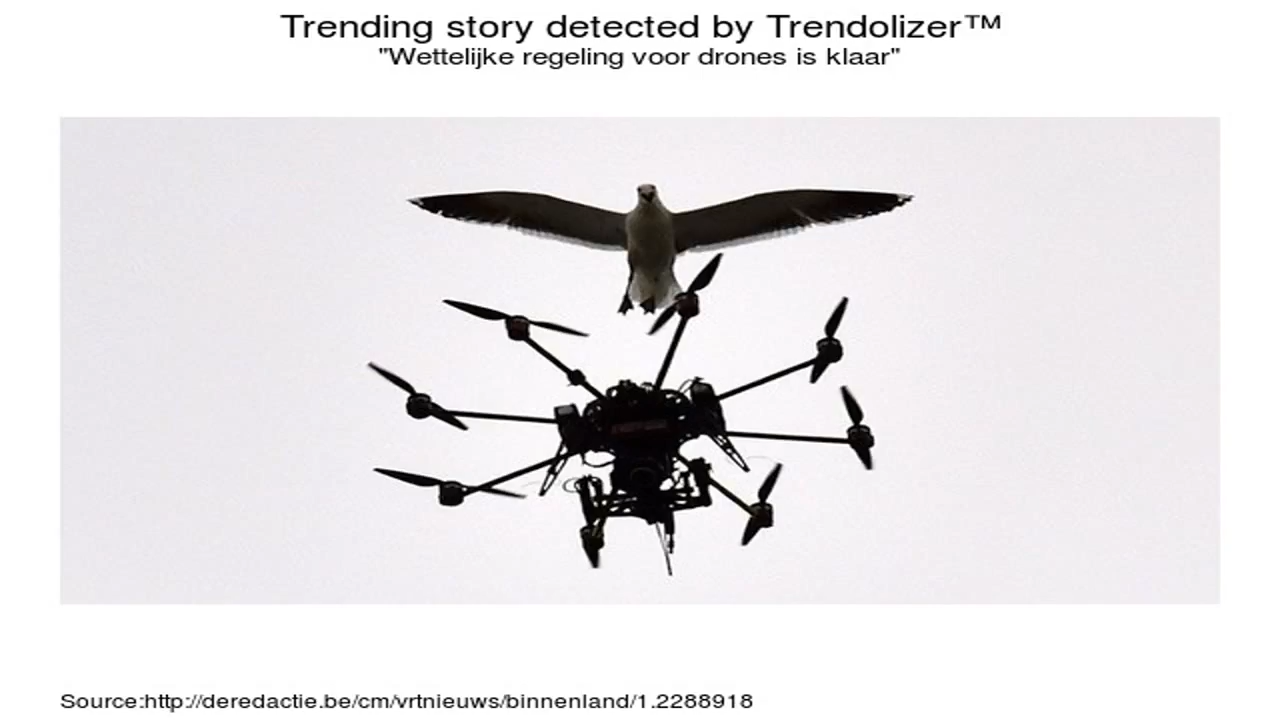 Trending story detected by Trendolizer™
"Wettelijke regeling voor drones is klaar"
Source:http://deredactie.be/cm/vrtnieuws/binnenland/1.2288918